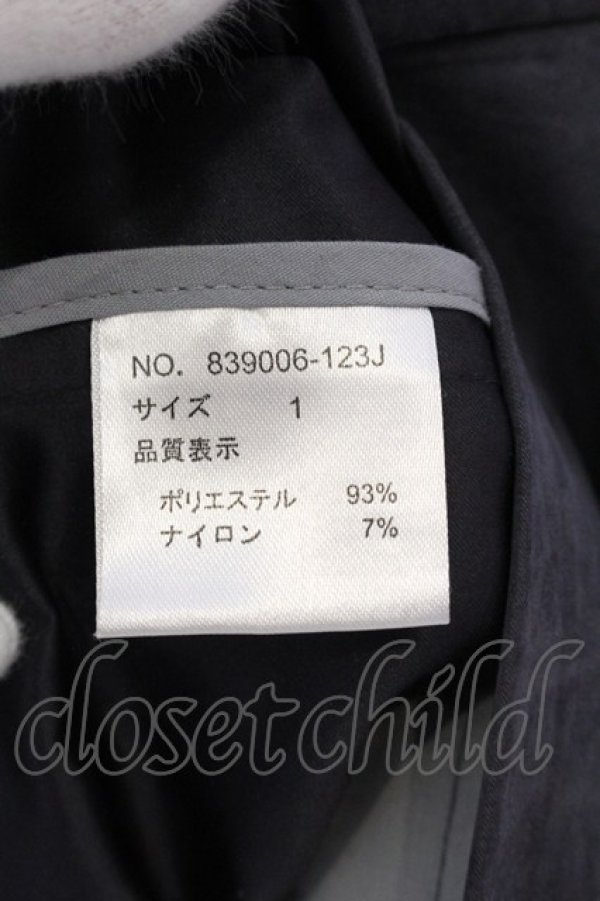 NO. 839006-123J
サイズ 1
品質表示
ポリエステル 93%
ナイロン 7%
closetchild